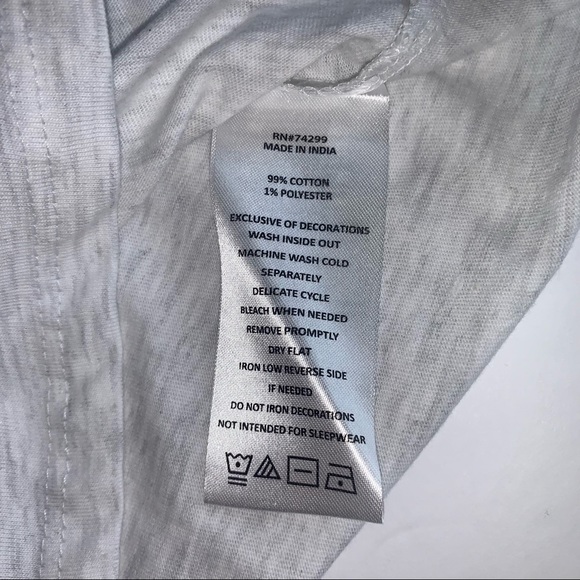 RN#74299
MADE IN INDIA
99% COTTON
1% POLYESTER
EXCLUSIVE OF DECORATIONS
WASH INSIDE OUT
MACHINE WASH COLD
SEPARATELY
DELICATE CYCLE
BLEACH WHEN NEEDED
REMOVE PROMPTLY
DRY FLAT
IRON LOW REVERSE SIDE
IF NEEDED
DO NOT IRON DECORATIONS
NOT INTENDED FOR SLEEPWEAR